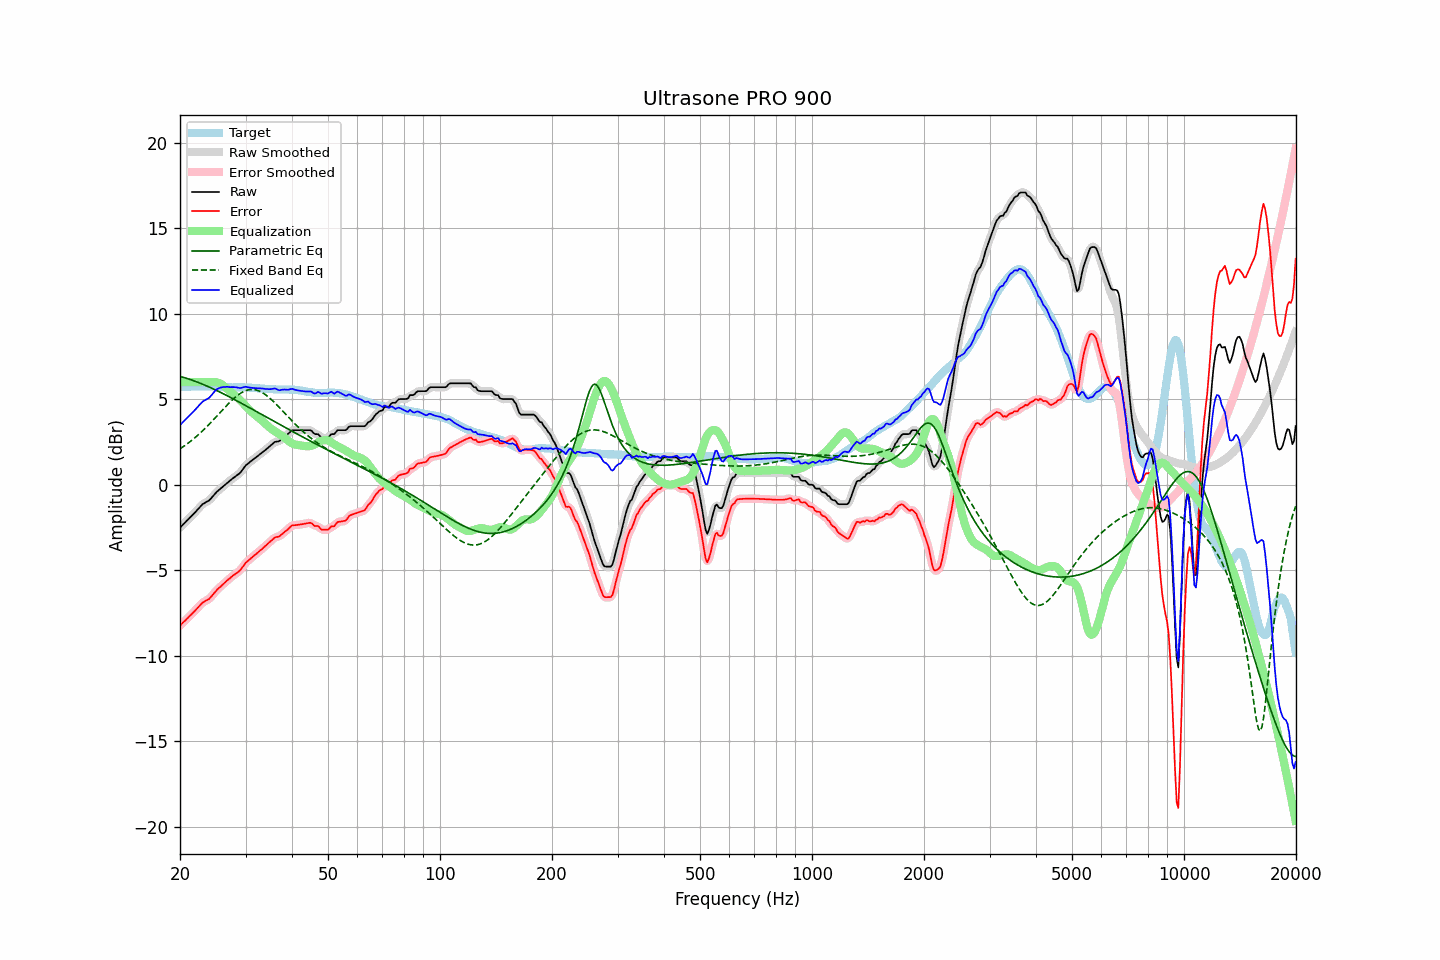 Ultrasone PRO 900
Target
Raw Smoothed
Error Smoothed
Raw
Error
Equalization
Parametric Eq
Fixed Band Eq
Equalized
20
15
10
5
0
−5
−10
−15
−20
Amplitude (dBr)
20
50
100
200
500
1000
2000
5000
10000
20000
Frequency (Hz)